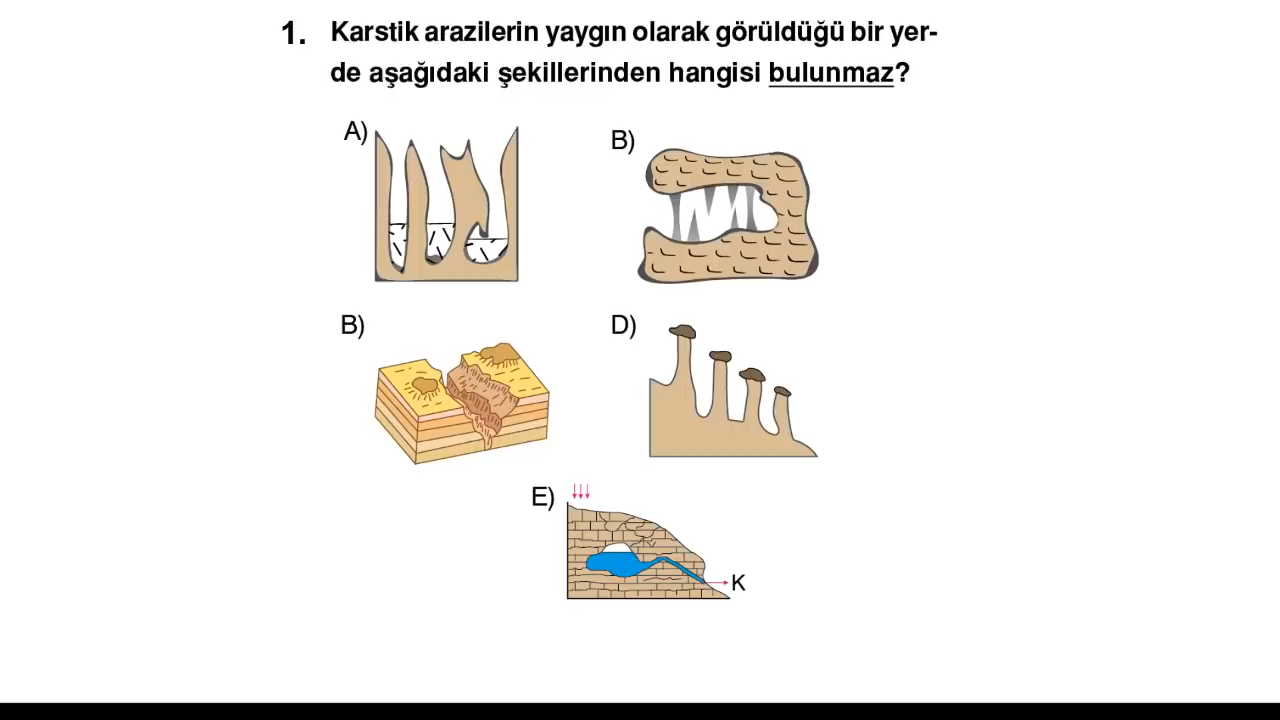 1. Karstik arazilerin yaygın olarak görüldüğü bir yer-
de aşağıdaki şekillerinden hangisi bulunmaz?
A)
B)
B)
D)
E)
K